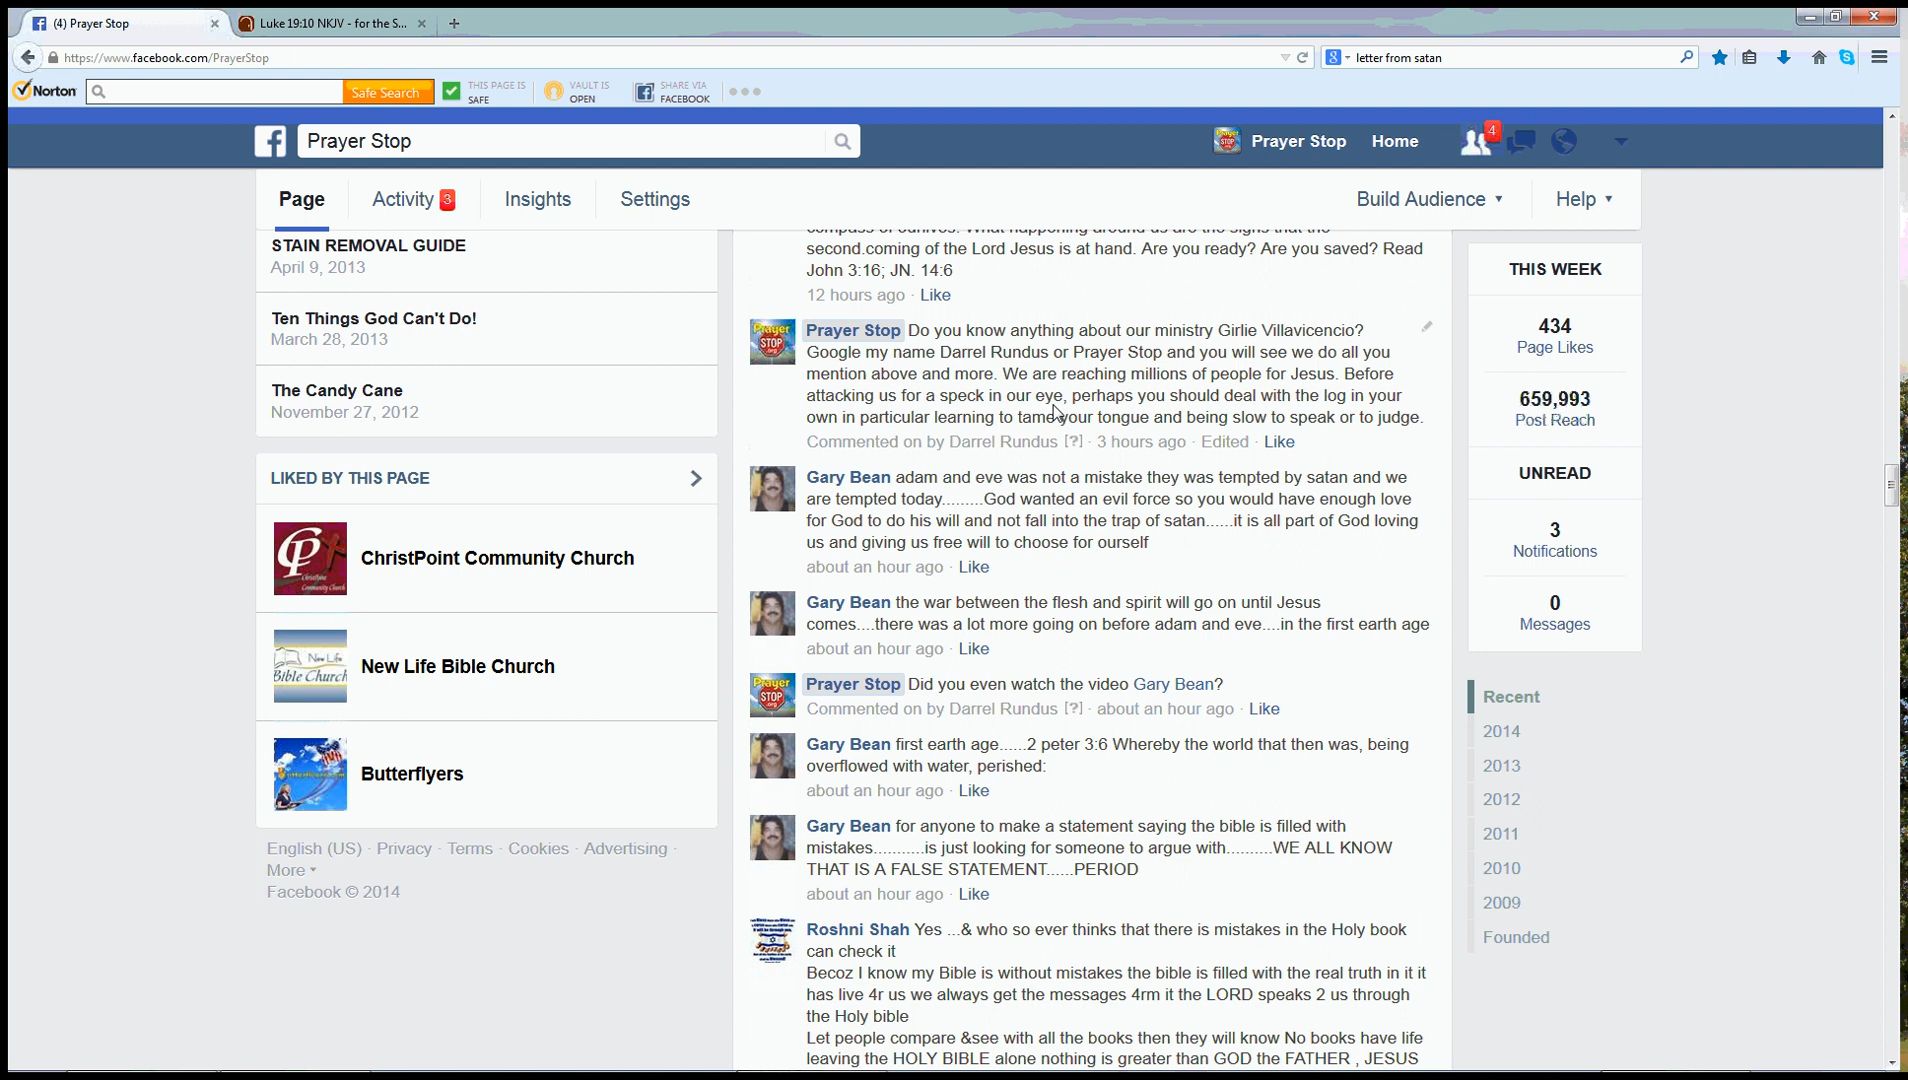 (4) Prayer Stop
Luke 19:10 NKJV - for the S...
https://www.facebook.com/PrayerStop
letter from satan
Norton
Safe Search
THIS PAGE IS
SAFE
VAULT IS
OPEN
SHARE VIA
FACEBOOK
Prayer Stop
Prayer Stop
Home
4
Page
Activity 3
Insights
Settings
Build Audience
Help
STAIN REMOVAL GUIDE
April 9, 2013
Ten Things God Can't Do!
March 28, 2013
The Candy Cane
November 27, 2012
LIKED BY THIS PAGE
ChristPoint Community Church
New Life Bible Church
Butterflyers
English (US) · Privacy · Terms · Cookies · Advertising ·
More
Facebook © 2014
compass of ounives. What happening around us are the signs that the
second.coming of the Lord Jesus is at hand. Are you ready? Are you saved? Read
John 3:16; JN. 14:6
12 hours ago · Like
Prayer Stop Do you know anything about our ministry Girlie Villavicencio?
Google my name Darrel Rundus or Prayer Stop and you will see we do all you
mention above and more. We are reaching millions of people for Jesus. Before
attacking us for a speck in our eye, perhaps you should deal with the log in your
own in particular learning to tame your tongue and being slow to speak or to judge.
Commented on by Darrel Rundus [?] · 3 hours ago · Edited · Like
Gary Bean adam and eve was not a mistake they was tempted by satan and we
are tempted today.........God wanted an evil force so you would have enough love
for God to do his will and not fall into the trap of satan......it is all part of God loving
us and giving us free will to choose for ourself
about an hour ago · Like
Gary Bean the war between the flesh and spirit will go on until Jesus
comes....there was a lot more going on before adam and eve....in the first earth age
about an hour ago · Like
Prayer Stop Did you even watch the video Gary Bean?
Commented on by Darrel Rundus [?] · about an hour ago · Like
Gary Bean first earth age......2 peter 3:6 Whereby the world that then was, being
overflowed with water, perished:
about an hour ago · Like
Gary Bean for anyone to make a statement saying the bible is filled with
mistakes...........is just looking for someone to argue with..........WE ALL KNOW
THAT IS A FALSE STATEMENT......PERIOD
about an hour ago · Like
Roshni Shah Yes ...& who so ever thinks that there is mistakes in the Holy book
can check it
Becoz I know my Bible is without mistakes the bible is filled with the real truth in it it
has live 4r us we always get the messages 4rm it the LORD speaks 2 us through
the Holy bible
Let people compare &see with all the books then they will know No books have life
leaving the HOLY BIBLE alone nothing is greater than GOD the FATHER , JESUS
THIS WEEK
434
Page Likes
659,993
Post Reach
UNREAD
3
Notifications
0
Messages
Recent
2014
2013
2012
2011
2010
2009
Founded